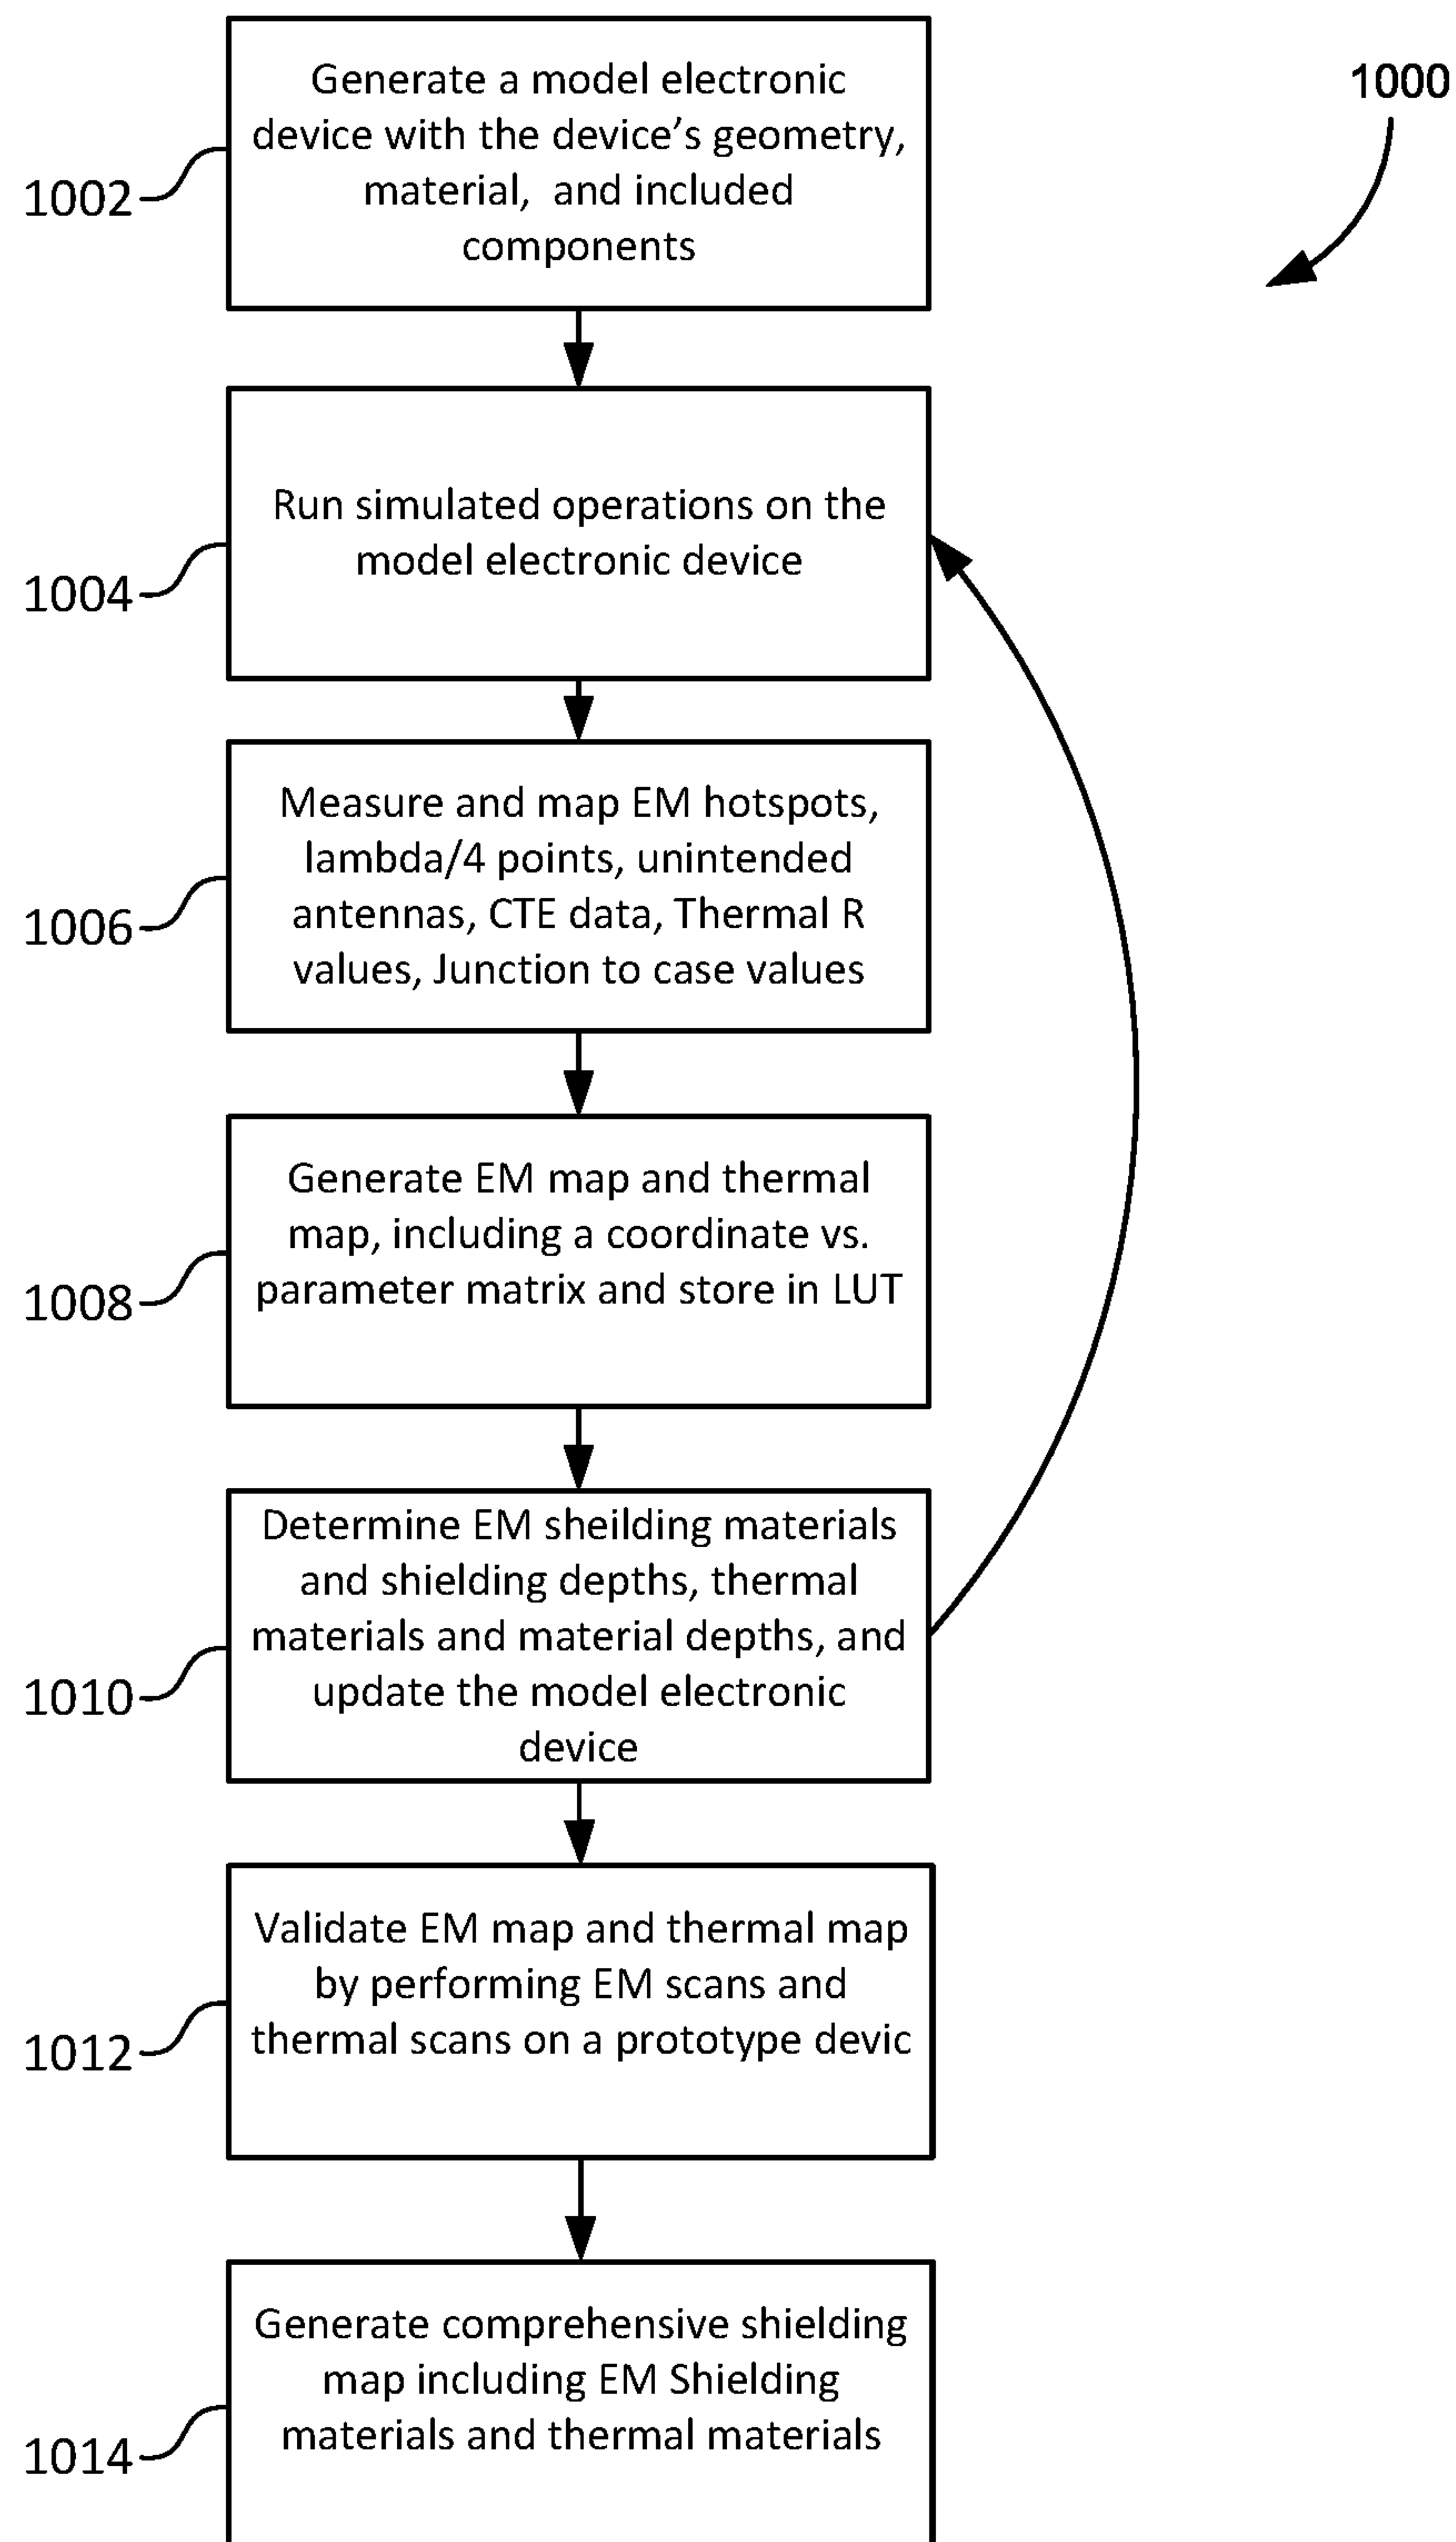 Generate a model electronic
device with the device's geometry,
material, and included
components
1000
1002
Run simulated operations on the
model electronic device
1004
Measure and map EM hotspots,
lambda/4 points, unintended
antennas, CTE data, Thermal R
values, Junction to case values
1006
Generate EM map and thermal
map, including a coordinate vs.
parameter matrix and store in LUT
1008
Determine EM sheilding materials
and shielding depths, thermal
materials and material depths, and
update the model electronic
device
1010
Validate EM map and thermal map
by performing EM scans and
thermal scans on a prototype devic
1012
Generate comprehensive shielding
map including EM Shielding
materials and thermal materials
1014